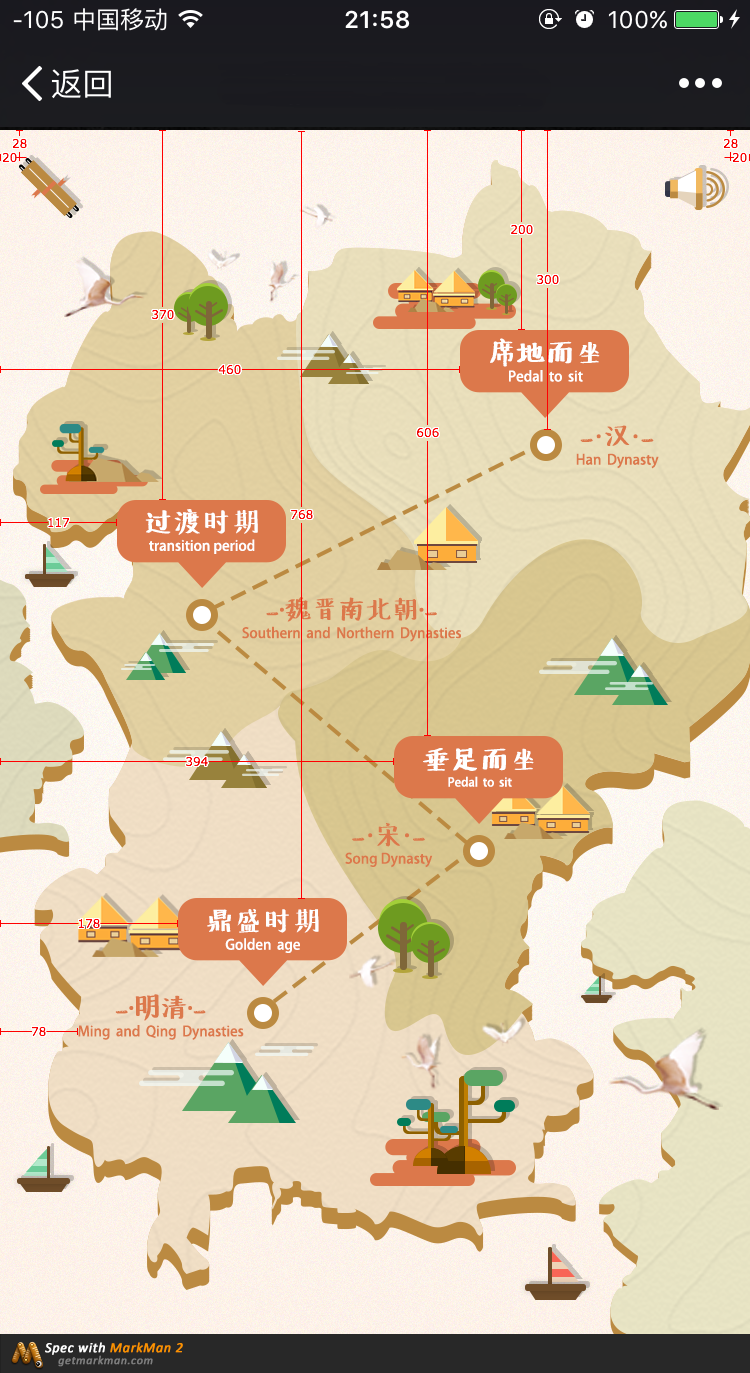 -105 中国移动 21:58 100%
返回
28
28
20
20
200
300
370
460
606
席地而坐
Pedal to sit
汉
Han Dynasty
768
117
过渡时期
transition period
魏晋南北朝
Southern and Northern Dynasties
394
垂足而坐
Pedal to sit
宋
Song Dynasty
178
鼎盛时期
Golden age
明清
Ming and Qing Dynasties
78
Spec with MarkMan 2
getmarkman.com